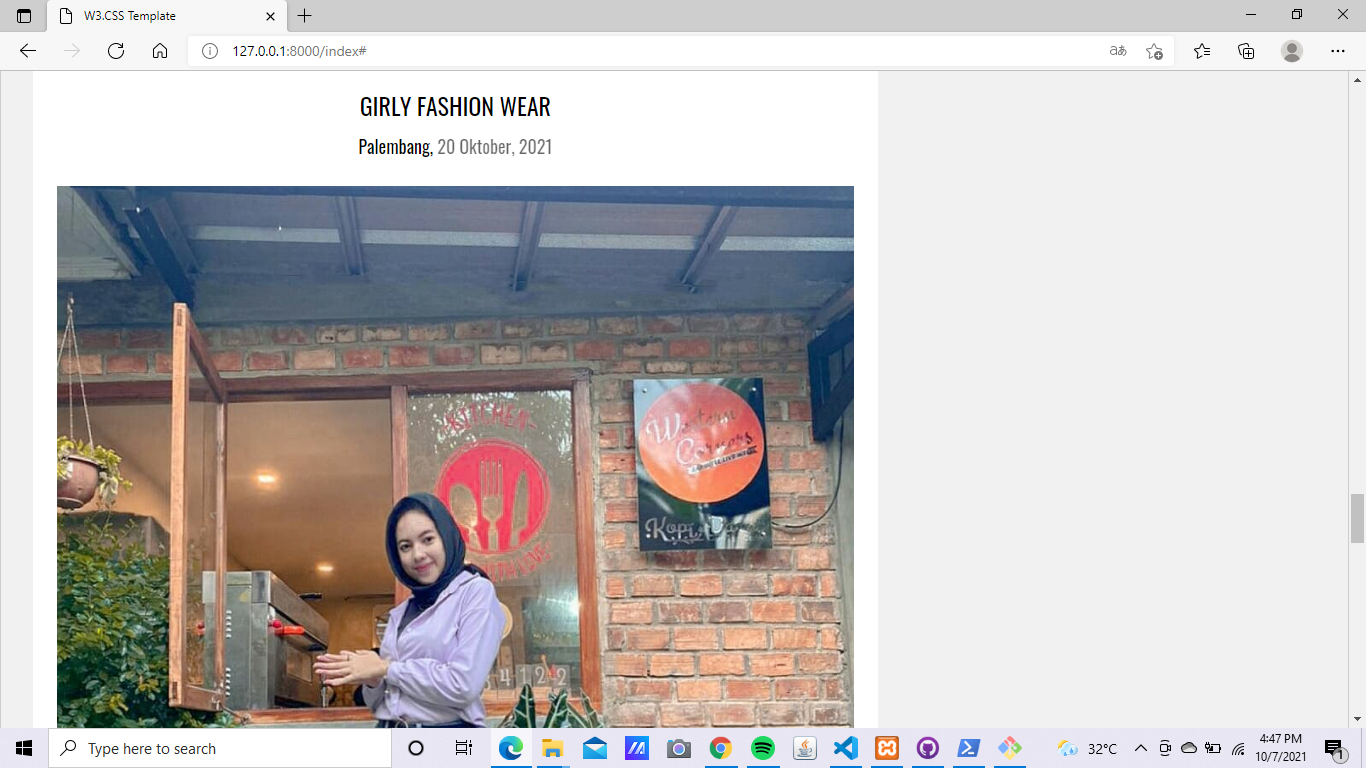 W3.CSS Template
127.0.0.1:8000/index#
GIRLY FASHION WEAR
Palembang, 20 Oktober, 2021
KITCHEN
Western
Corners
Kopi
4122
Type here to search
32°C
4:47 PM
10/7/2021
1